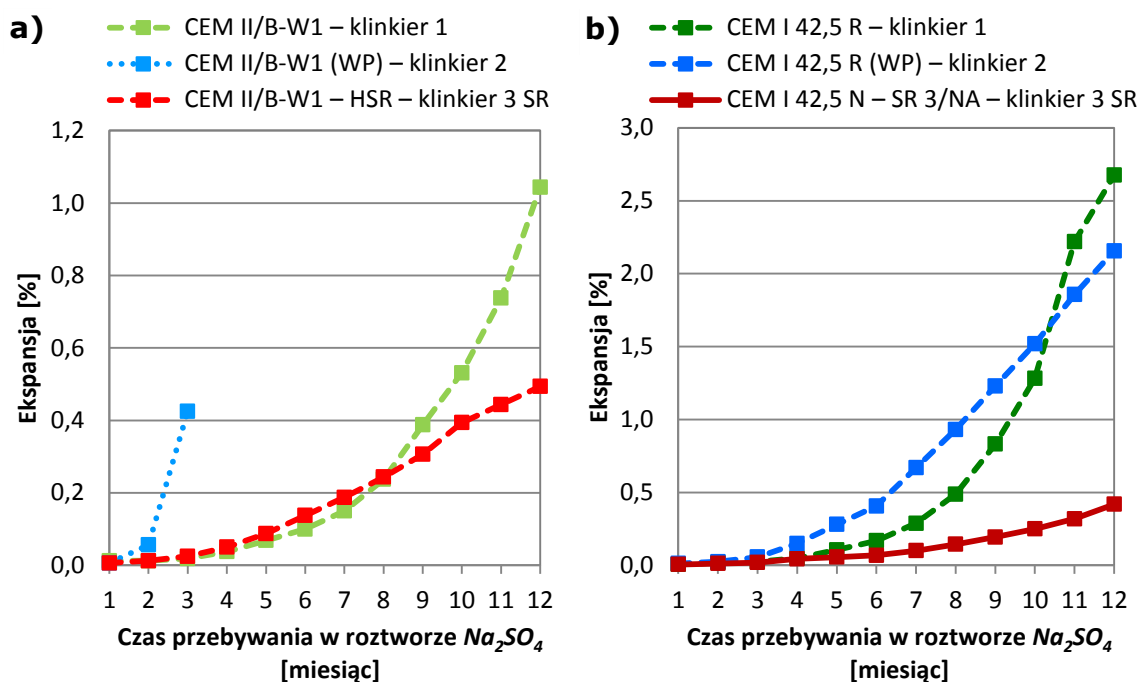 a)
CEM II/B-W1 – klinkier 1
CEM II/B-W1 (WP) – klinkier 2
CEM II/B-W1 – HSR – klinkier 3 SR
1,2
1,0
0,8
0,6
0,4
0,2
0,0
Ekspansja [%]
1 2 3 4 5 6 7 8 9 10 11 12
Czas przebywania w roztworze Na₂SO₄
[miesiąc]
b)
CEM I 42,5 R – klinkier 1
CEM I 42,5 R (WP) – klinkier 2
CEM I 42,5 N – SR 3/NA – klinkier 3 SR
3,0
2,5
2,0
1,5
1,0
0,5
0,0
Ekspansja [%]
1 2 3 4 5 6 7 8 9 10 11 12
Czas przebywania w roztworze Na₂SO₄
[miesiąc]